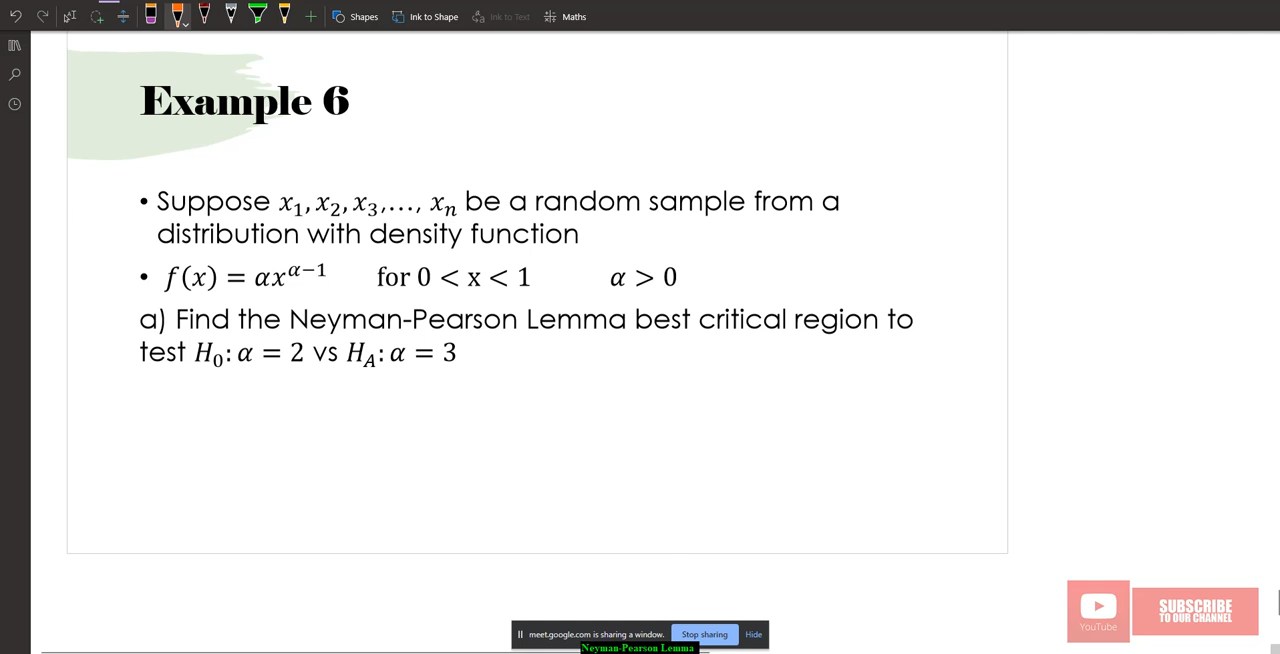 Shapes
Ink to Shape
Ink to Text
Maths
Example 6
• Suppose x₁, x₂, x₃,…, xₙ be a random sample from a
distribution with density function
• f(x) = αx^{α−1} for 0 < x < 1 α > 0
a) Find the Neyman-Pearson Lemma best critical region to
test H₀: α = 2 vs H_A: α = 3
YouTube
SUBSCRIBE
TO OUR CHANNEL
meet.google.com is sharing a window.
Stop sharing
Hide
Neyman-Pearson Lemma